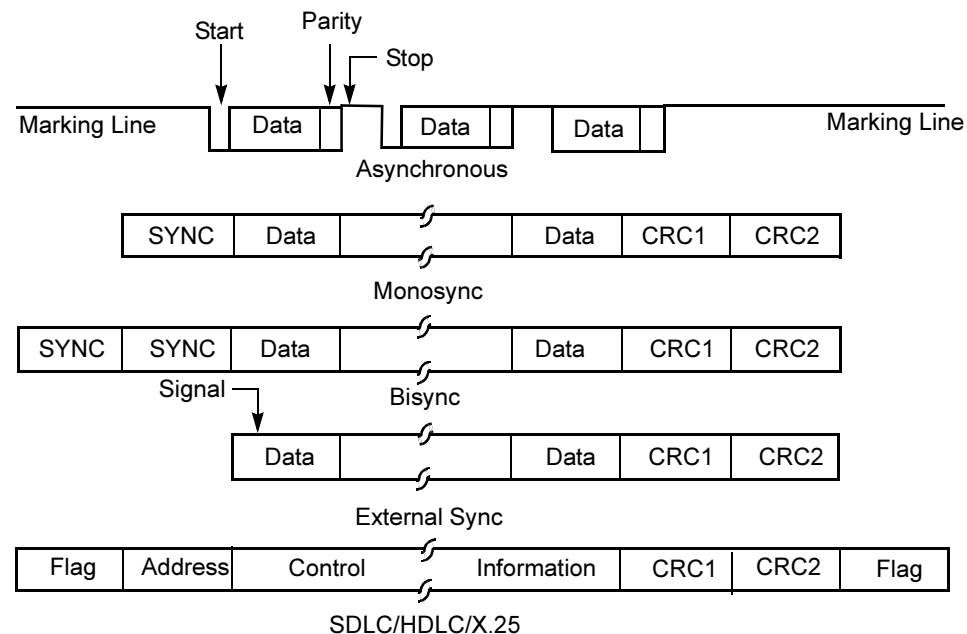 Start Parity
Stop
Marking Line Data Data Data Marking Line
Asynchronous
SYNC Data Data CRC1 CRC2
Monosync
SYNC SYNC Data Data CRC1 CRC2
Signal
Bisync
Data Data CRC1 CRC2
External Sync
Flag Address Control Information CRC1 CRC2 Flag
SDLC/HDLC/X.25